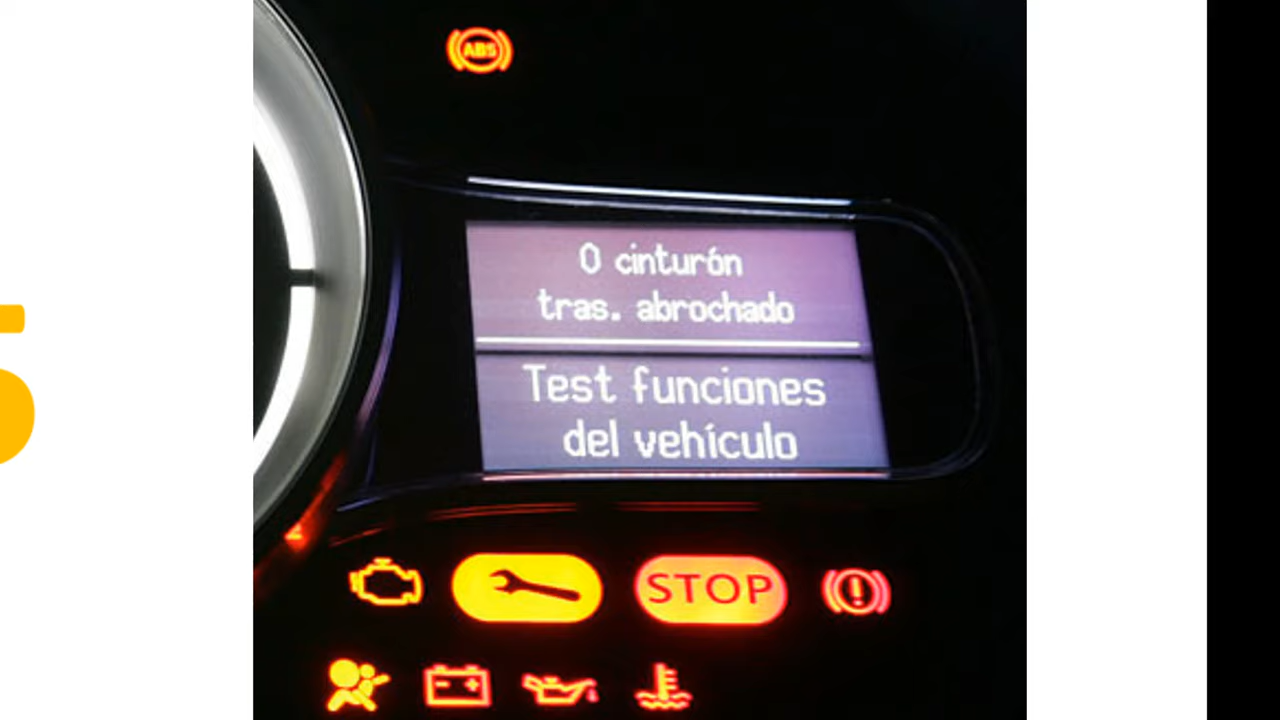 ABS
0 cinturón
tras. abrochado
Test funciones
del vehículo
STOP